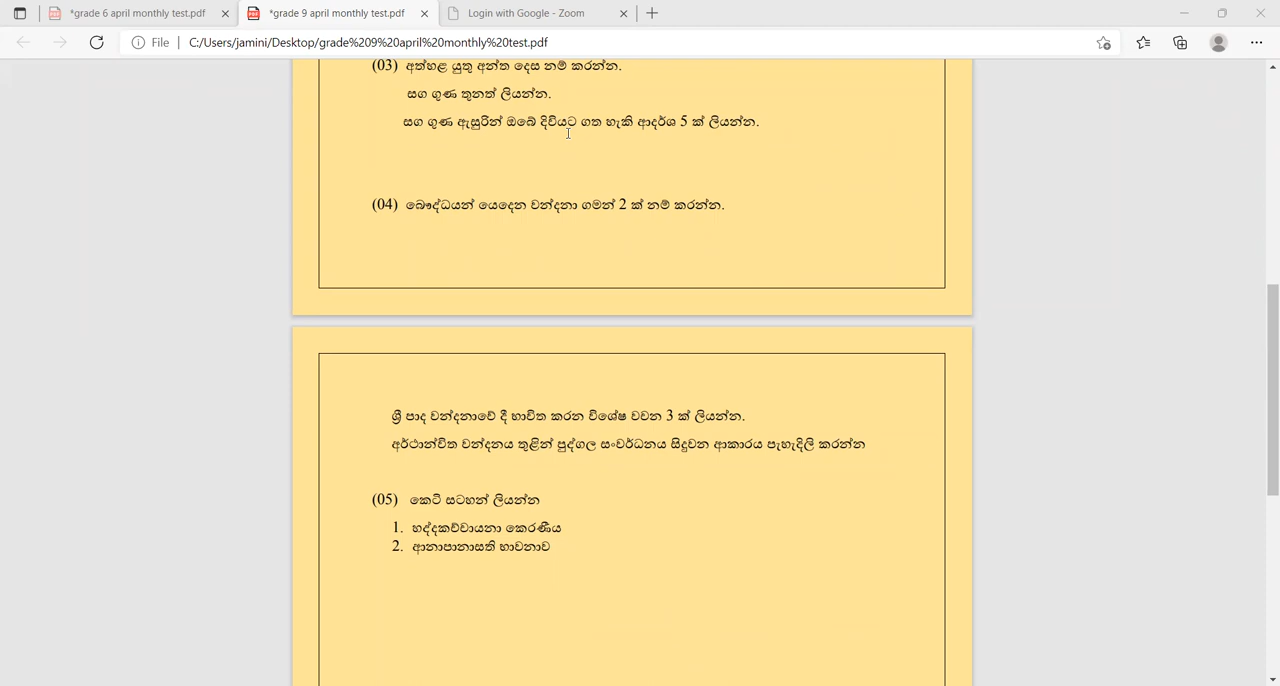 *grade 6 april monthly test.pdf
*grade 9 april monthly test.pdf
Login with Google - Zoom
File
C:/Users/jamini/Desktop/grade%209%20april%20monthly%20test.pdf
(03) අත්හළ යුතු අන්ත දෙස නම් කරන්න.
සග ගුණ තුනත් ලියන්න.
සග ගුණ ඇසුරින් ඔබේ දිවියට ගත හැකි ආදර්ශ 5 ක් ලියන්න.
(04) බෞද්ධයන් යෙදෙන වන්දනා ගමන් 2 ක් නම් කරන්න.
ශ්‍රී පාද වන්දනාවේ දී භාවිත කරන විශේෂ වචන 3 ක් ලියන්න.
අර්ථාන්විත වන්දනය තුළින් පුද්ගල සංවර්ධනය සිදුවන ආකාරය පැහැදිලි කරන්න
(05) කෙටි සටහන් ලියන්න
1. භද්දකච්චායනා තෙරණිය
2. ආනාපානාසති භාවනාව